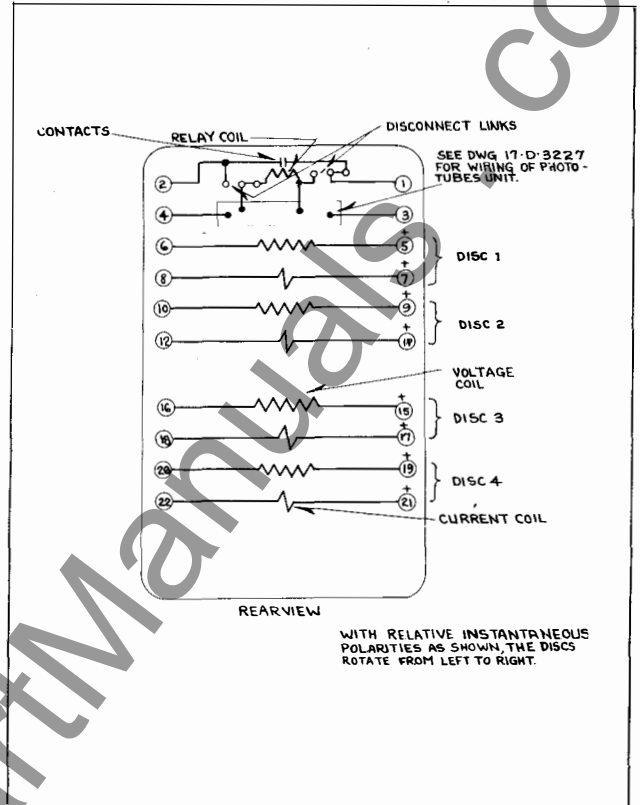 CONTACTS
RELAY COIL
DISCONNECT LINKS
SEE DWG 17-D-3227
FOR WIRING OF PHOTO-
TUBES UNIT.
2
1
4
3
6
+
5
DISC 1
8
+
7
10
+
9
DISC 2
12
+
VOLTAGE
COIL
16
+
15
DISC 3
18
+
17
20
+
19
DISC 4
22
+
21
CURRENT COIL
REARVIEW
WITH RELATIVE INSTANTANEOUS
POLARITIES AS SHOWN, THE DISCS
ROTATE FROM LEFT TO RIGHT.
rtManuals.co